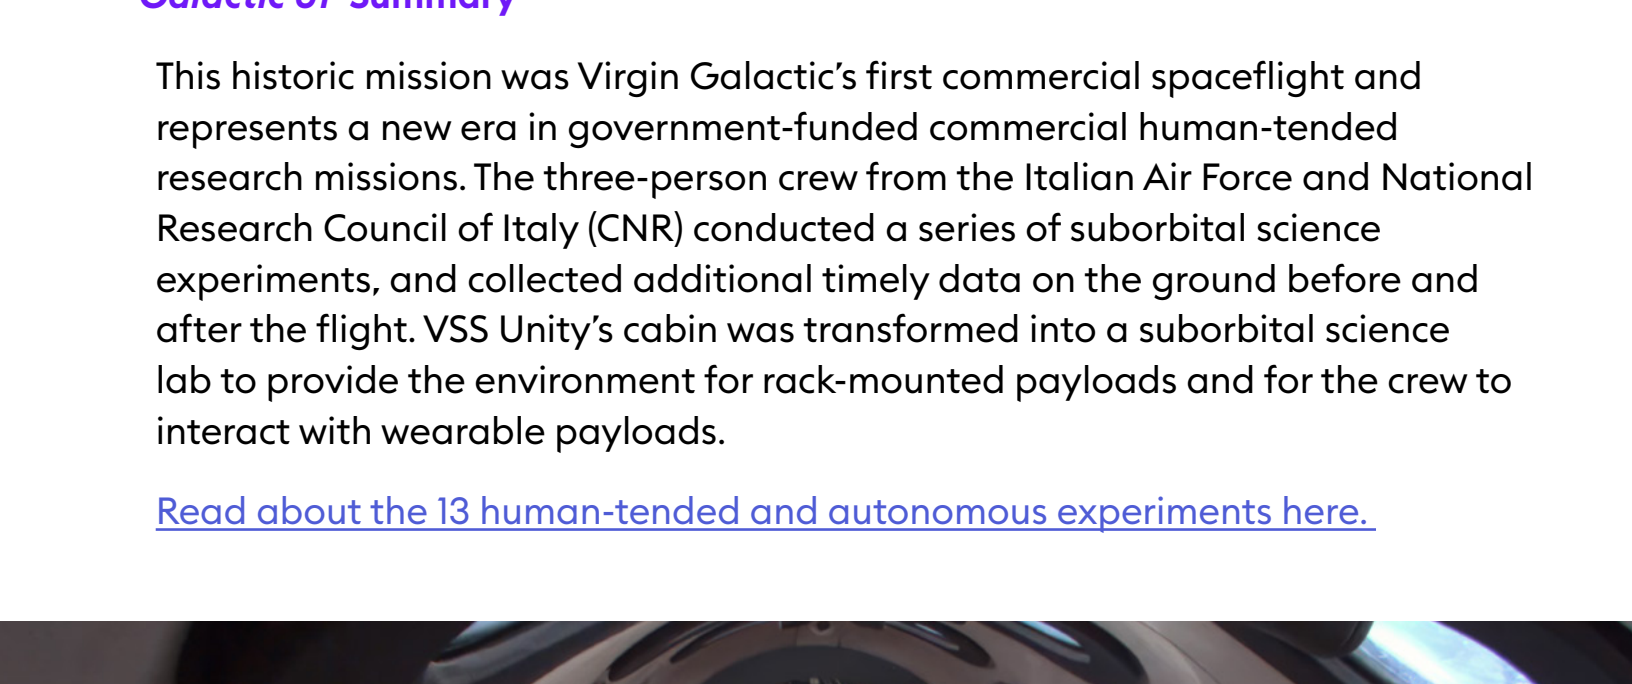 Galactic 01 Summary
This historic mission was Virgin Galactic’s first commercial spaceflight and
represents a new era in government-funded commercial human-tended
research missions. The three-person crew from the Italian Air Force and National
Research Council of Italy (CNR) conducted a series of suborbital science
experiments, and collected additional timely data on the ground before and
after the flight. VSS Unity’s cabin was transformed into a suborbital science
lab to provide the environment for rack-mounted payloads and for the crew to
interact with wearable payloads.
Read about the 13 human-tended and autonomous experiments here.